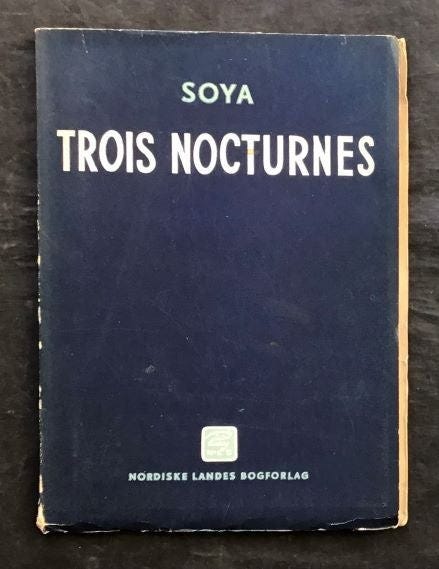 SOYA
TROIS NOCTURNES
NORDISKE LANDES BOGFORLAG